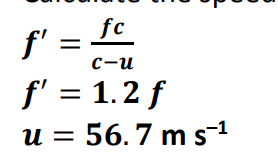 f′ = fc / c−u
f′ = 1.2 f
u = 56.7 m s⁻¹